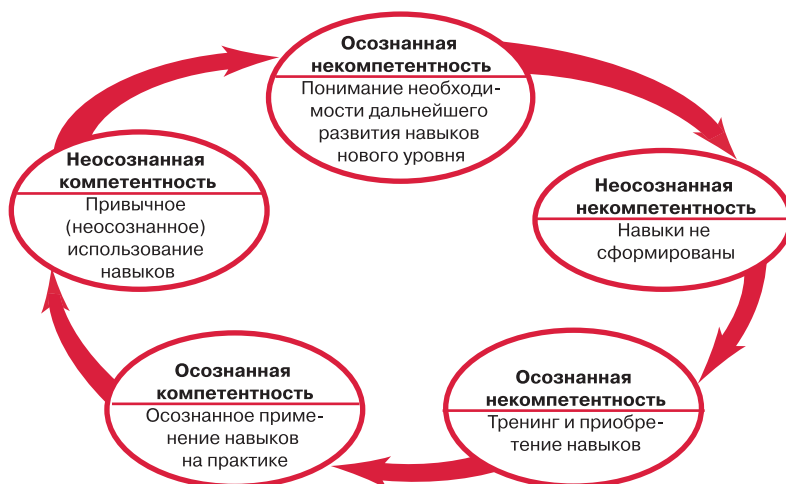 Осознанная
некомпетентность
Понимание необходи-
мости дальнейшего
развития навыков
нового уровня
Неосознанная
некомпетентность
Навыки не
сформированы
Осознанная
некомпетентность
Тренинг и приобре-
тение навыков
Осознанная
компетентность
Осознанное приме-
нение навыков
на практике
Неосознанная
компетентность
Привычное
(неосознанное)
использование
навыков